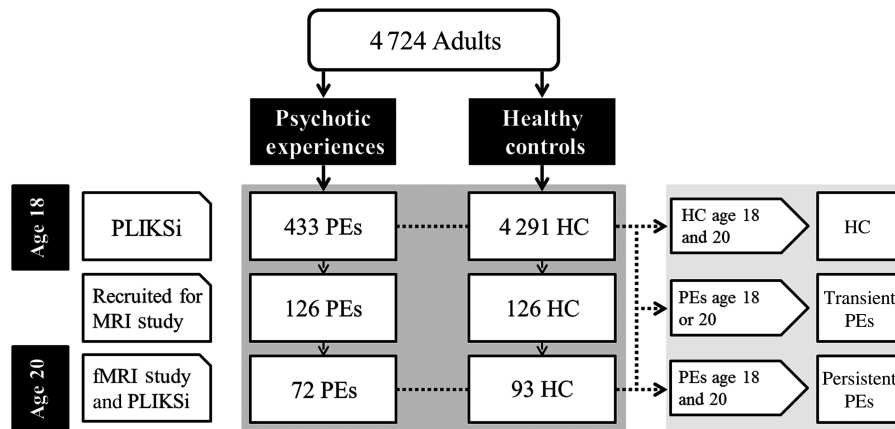 4 724 Adults
Psychotic
experiences
Healthy
controls
Age 18
PLIKSi
433 PEs
4 291 HC
HC age 18
and 20
HC
Recruited for
MRI study
126 PEs
126 HC
PEs age 18
or 20
Transient
PEs
Age 20
fMRI study
and PLIKSi
72 PEs
93 HC
PEs age 18
and 20
Persistent
PEs